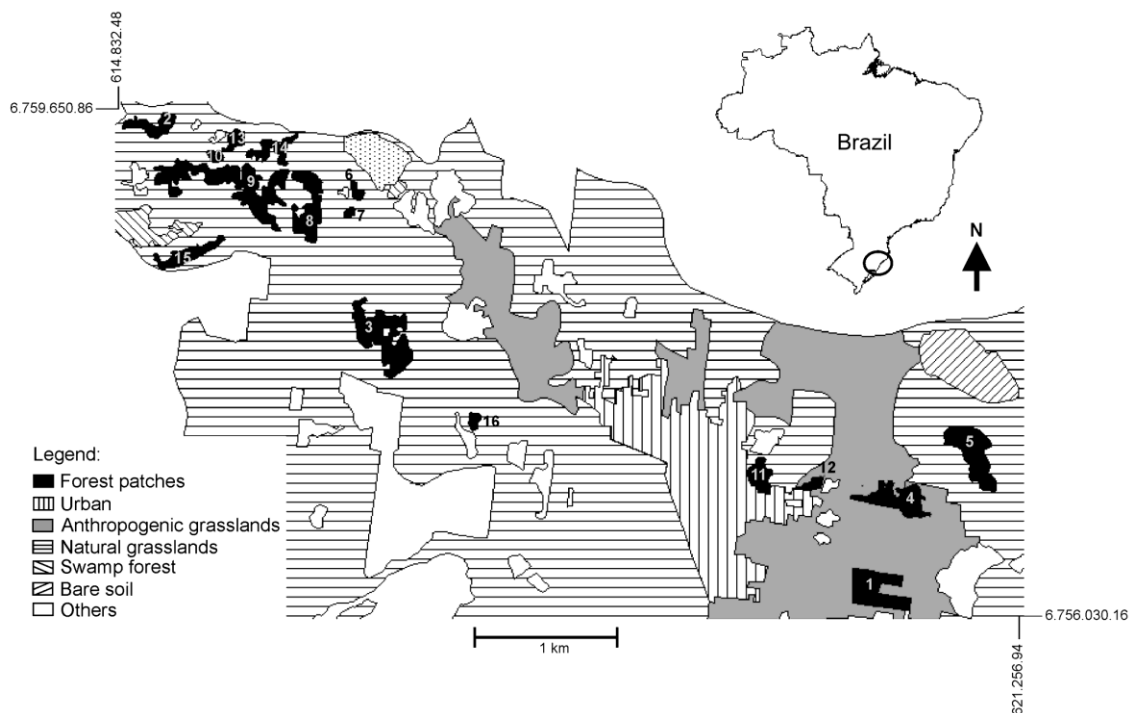 614.832.48
6.759.650.86
2
13
10
14
9
6
7
8
15
3
16
Brazil
N
5
11
12
4
1
Legend:
Forest patches
Urban
Anthropogenic grasslands
Natural grasslands
Swamp forest
Bare soil
Others
1 km
6.756.030.16
621.256.94